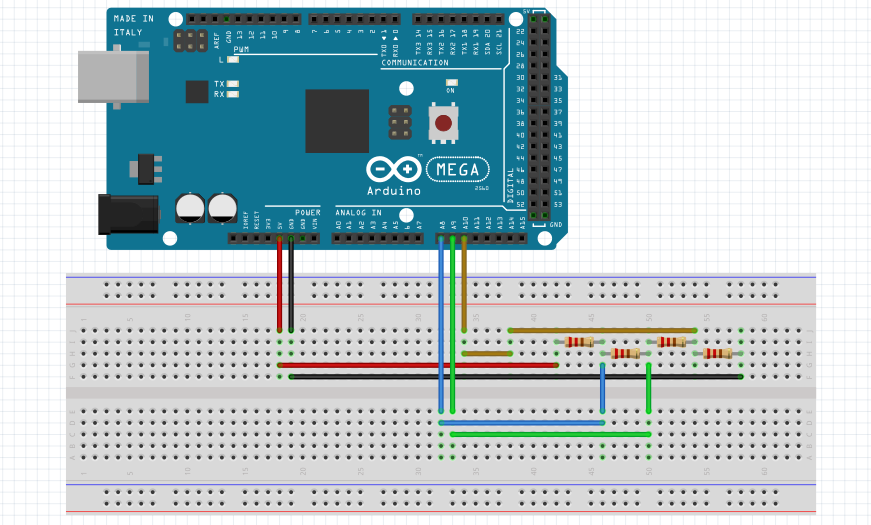 MADE IN
ITALY
AREF
GND
13
12
11
10
9
8
7
6
5
4
3
2
TX0 ◄ 1
RX0 ► 0
TX3 14
RX3 15
TX2 16
RX2 17
TX1 18
RX1 19
SDA 20
SCL 21
5V
PWM
COMMUNICATION
L
TX
RX
ON
22
24
26
28
30 31
32 33
34 35
36 37
38 39
40 41
42 43
44 45
46 47
48 49
50 51
52 53
GND
DIGITAL
Arduino
MEGA
2560
TM
POWER
ANALOG IN
IOREF
RESET
3V3
5V
GND
GND
VIN
A0
A1
A2
A3
A4
A5
A6
A7
A8
A9
A10
A11
A12
A13
A14
A15
1 5 10 15 20 25 30 35 40 45 50 55 60
J
I
H
G
F
E
D
C
B
A
1 5 10 15 20 25 30 35 40 45 50 55 60